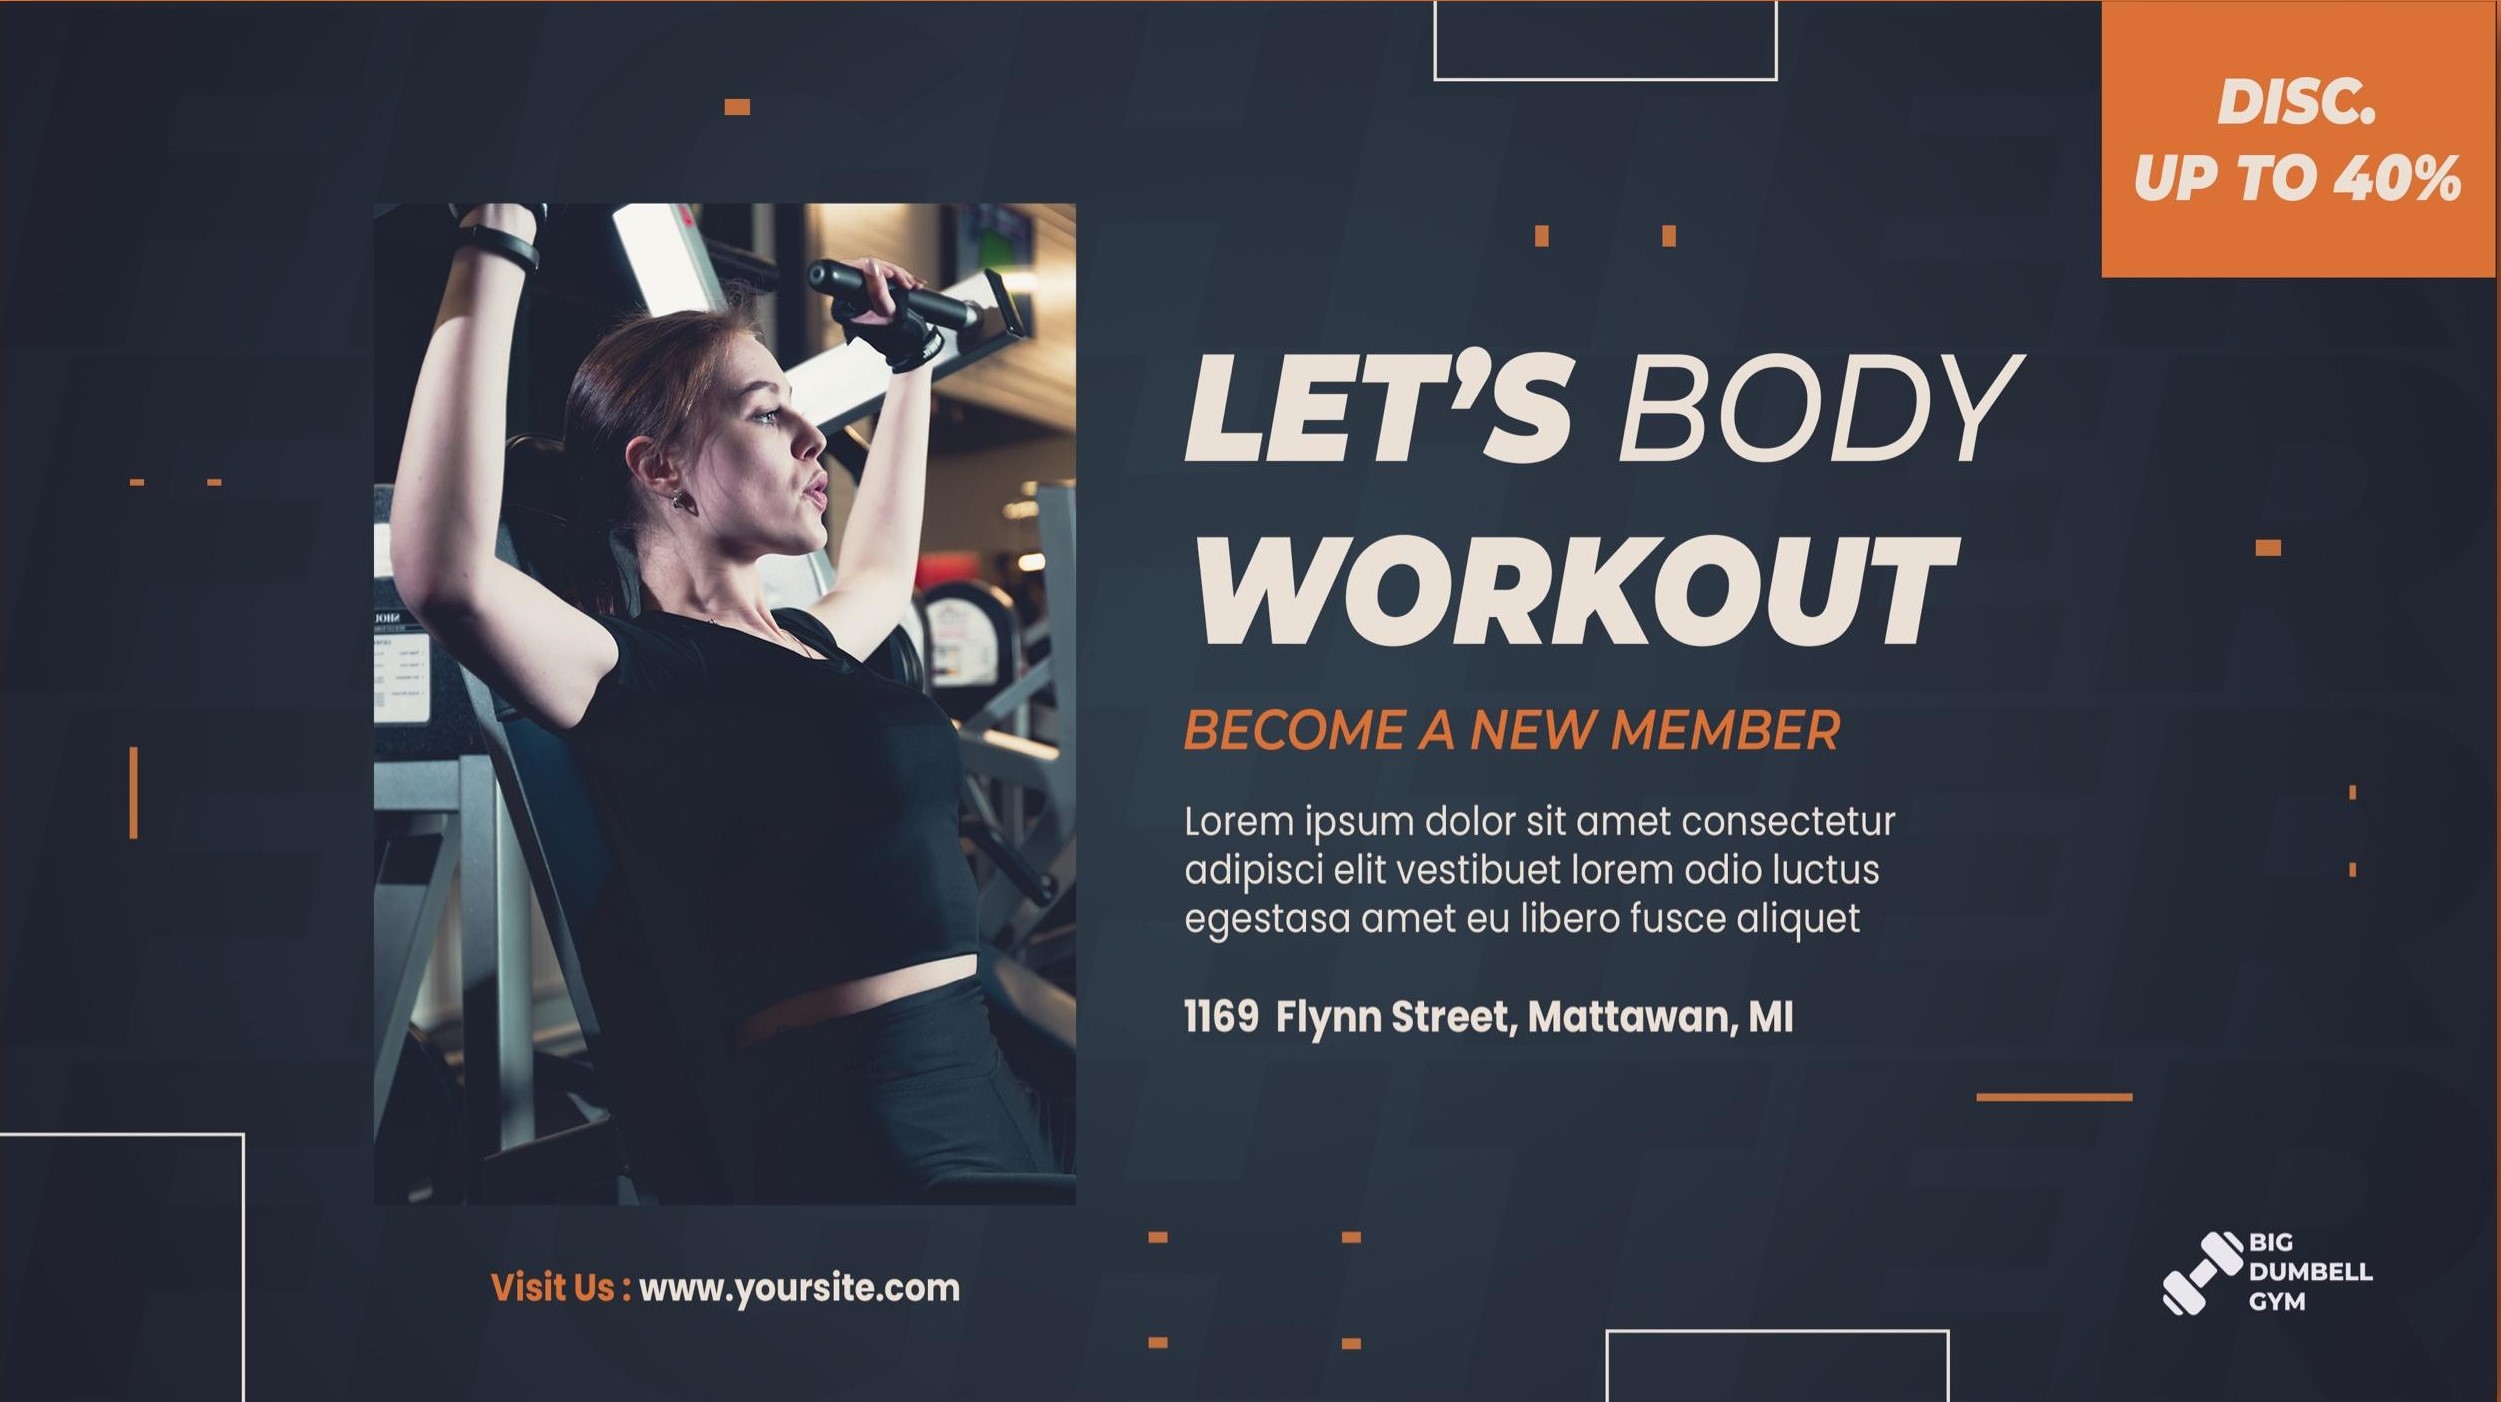 DISC.
UP TO 40%
LET'S BODY
WORKOUT
BECOME A NEW MEMBER
Lorem ipsum dolor sit amet consectetur
adipisci elit vestibuet lorem odio luctus
egestasa amet eu libero fusce aliquet
1169 Flynn Street, Mattawan, MI
Visit Us : www.yoursite.com
BIG
DUMBELL
GYM